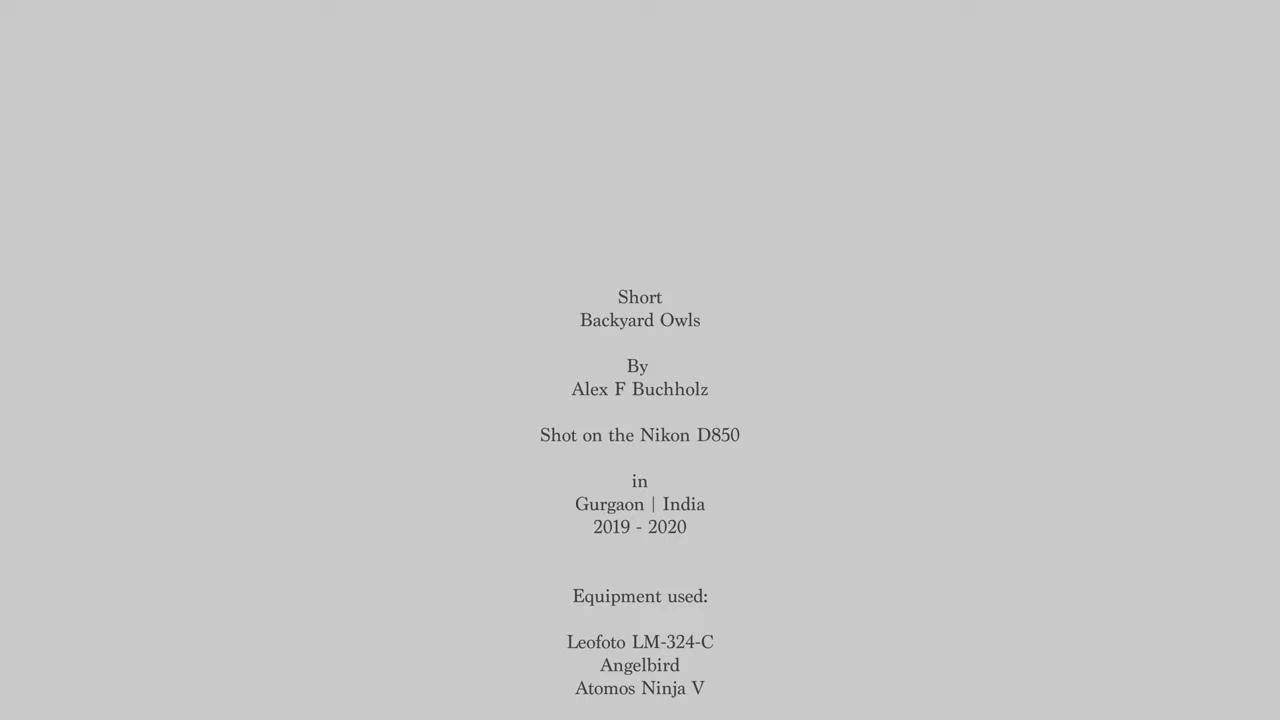 Short
Backyard Owls
By
Alex F Buchholz
Shot on the Nikon D850
in
Gurgaon | India
2019 - 2020
Equipment used:
Leofoto LM-324-C
Angelbird
Atomos Ninja V